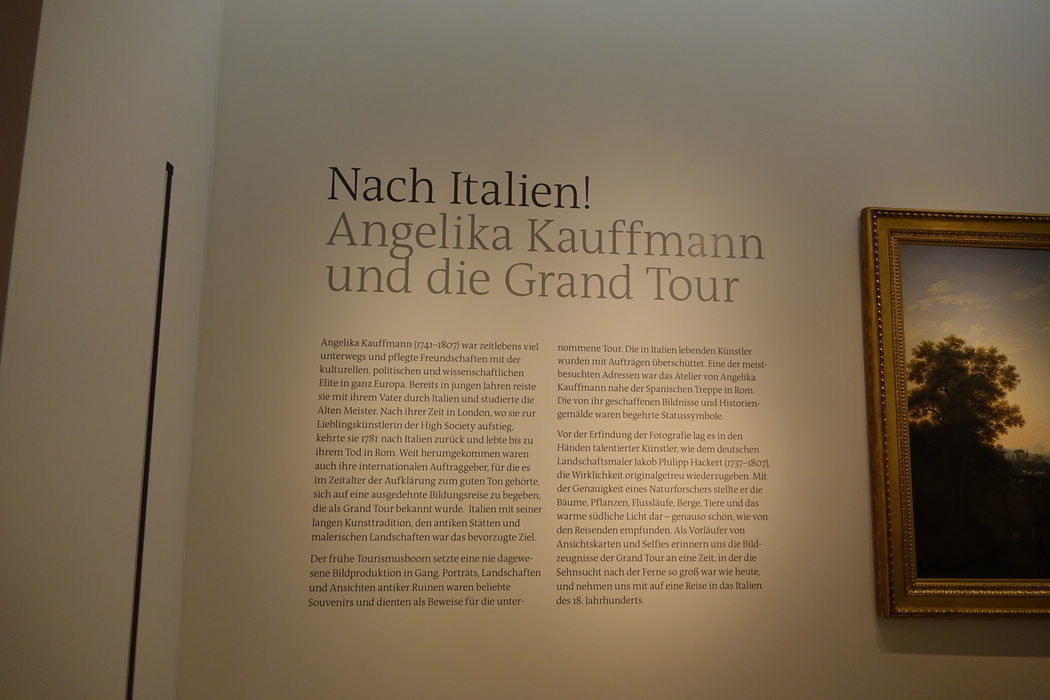 Nach Italien!
Angelika Kauffmann
und die Grand Tour
Angelika Kauffmann (1741–1807) war zeitlebens viel
unterwegs und pflegte Freundschaften mit der
kulturellen, politischen und wissenschaftlichen
Elite in ganz Europa. Bereits in jungen Jahren reiste
sie mit ihrem Vater durch Italien und studierte die
Alten Meister. Nach ihrer Zeit in London, wo sie zur
Lieblingskünstlerin der High Society aufstieg,
kehrte sie 1781 nach Italien zurück und lebte bis zu
ihrem Tod in Rom. Weit herumgekommen waren
auch ihre internationalen Auftraggeber, für die es
im Zeitalter der Aufklärung zum guten Ton gehörte,
sich auf eine ausgedehnte Bildungsreise zu begeben,
die als Grand Tour bekannt wurde. Italien mit seiner
langen Kunsttradition, den antiken Stätten und
malerischen Landschaften war das bevorzugte Ziel.
Der frühe Tourismusboom setzte eine nie dagewe-
sene Bildproduktion in Gang. Porträts, Landschaften
und Ansichten antiker Ruinen waren beliebte
Souvenirs und dienten als Beweise für die unter-
nommene Tour. Die in Italien lebenden Künstler
wurden mit Aufträgen überschüttet. Eine der meist-
besuchten Adressen war das Atelier von Angelika
Kauffmann nahe der Spanischen Treppe in Rom.
Die von ihr geschaffenen Bildnisse und Historien-
gemälde waren begehrte Statussymbole.
Vor der Erfindung der Fotografie lag es in den
Händen talentierter Künstler, wie dem deutschen
Landschaftsmaler Jakob Philipp Hackert (1737–1807),
die Wirklichkeit originalgetreu wiederzugeben. Mit
der Genauigkeit eines Naturforschers stellte er die
Bäume, Pflanzen, Flussläufe, Berge, Tiere und das
warme südliche Licht dar – genauso schön, wie von
den Reisenden empfunden. Als Vorläufer von
Ansichtskarten und Selfies erinnern uns die Bild-
zeugnisse der Grand Tour an eine Zeit, in der die
Sehnsucht nach der Ferne so groß war wie heute,
und nehmen uns mit auf eine Reise in das Italien
des 18. Jahrhunderts.